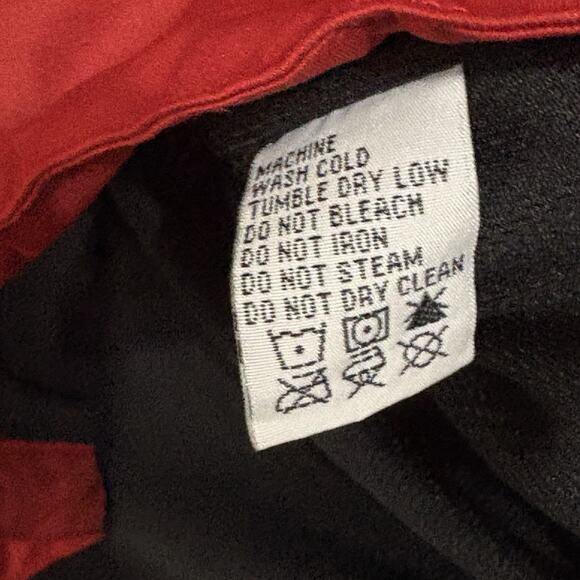 MACHINE
WASH COLD
TUMBLE DRY LOW
DO NOT BLEACH
DO NOT IRON
DO NOT STEAM
DO NOT DRY CLEAN